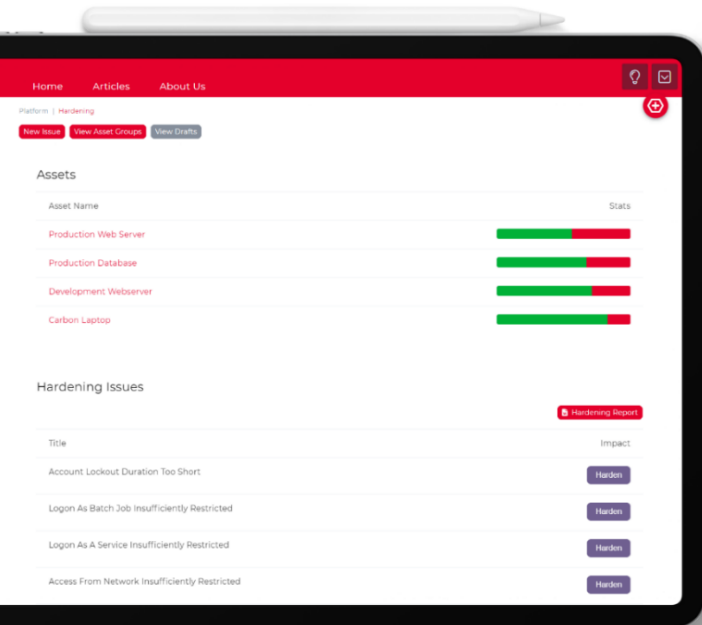 Home Articles About Us
Platform | Hardening
New Issue View Asset Groups View Drafts
Assets
Asset Name Stats
Production Web Server
Production Database
Development Webserver
Carbon Laptop
Hardening Issues
Hardening Report
Title Impact
Account Lockout Duration Too Short Harden
Logon As Batch Job Insufficiently Restricted Harden
Logon As A Service Insufficiently Restricted Harden
Access From Network Insufficiently Restricted Harden